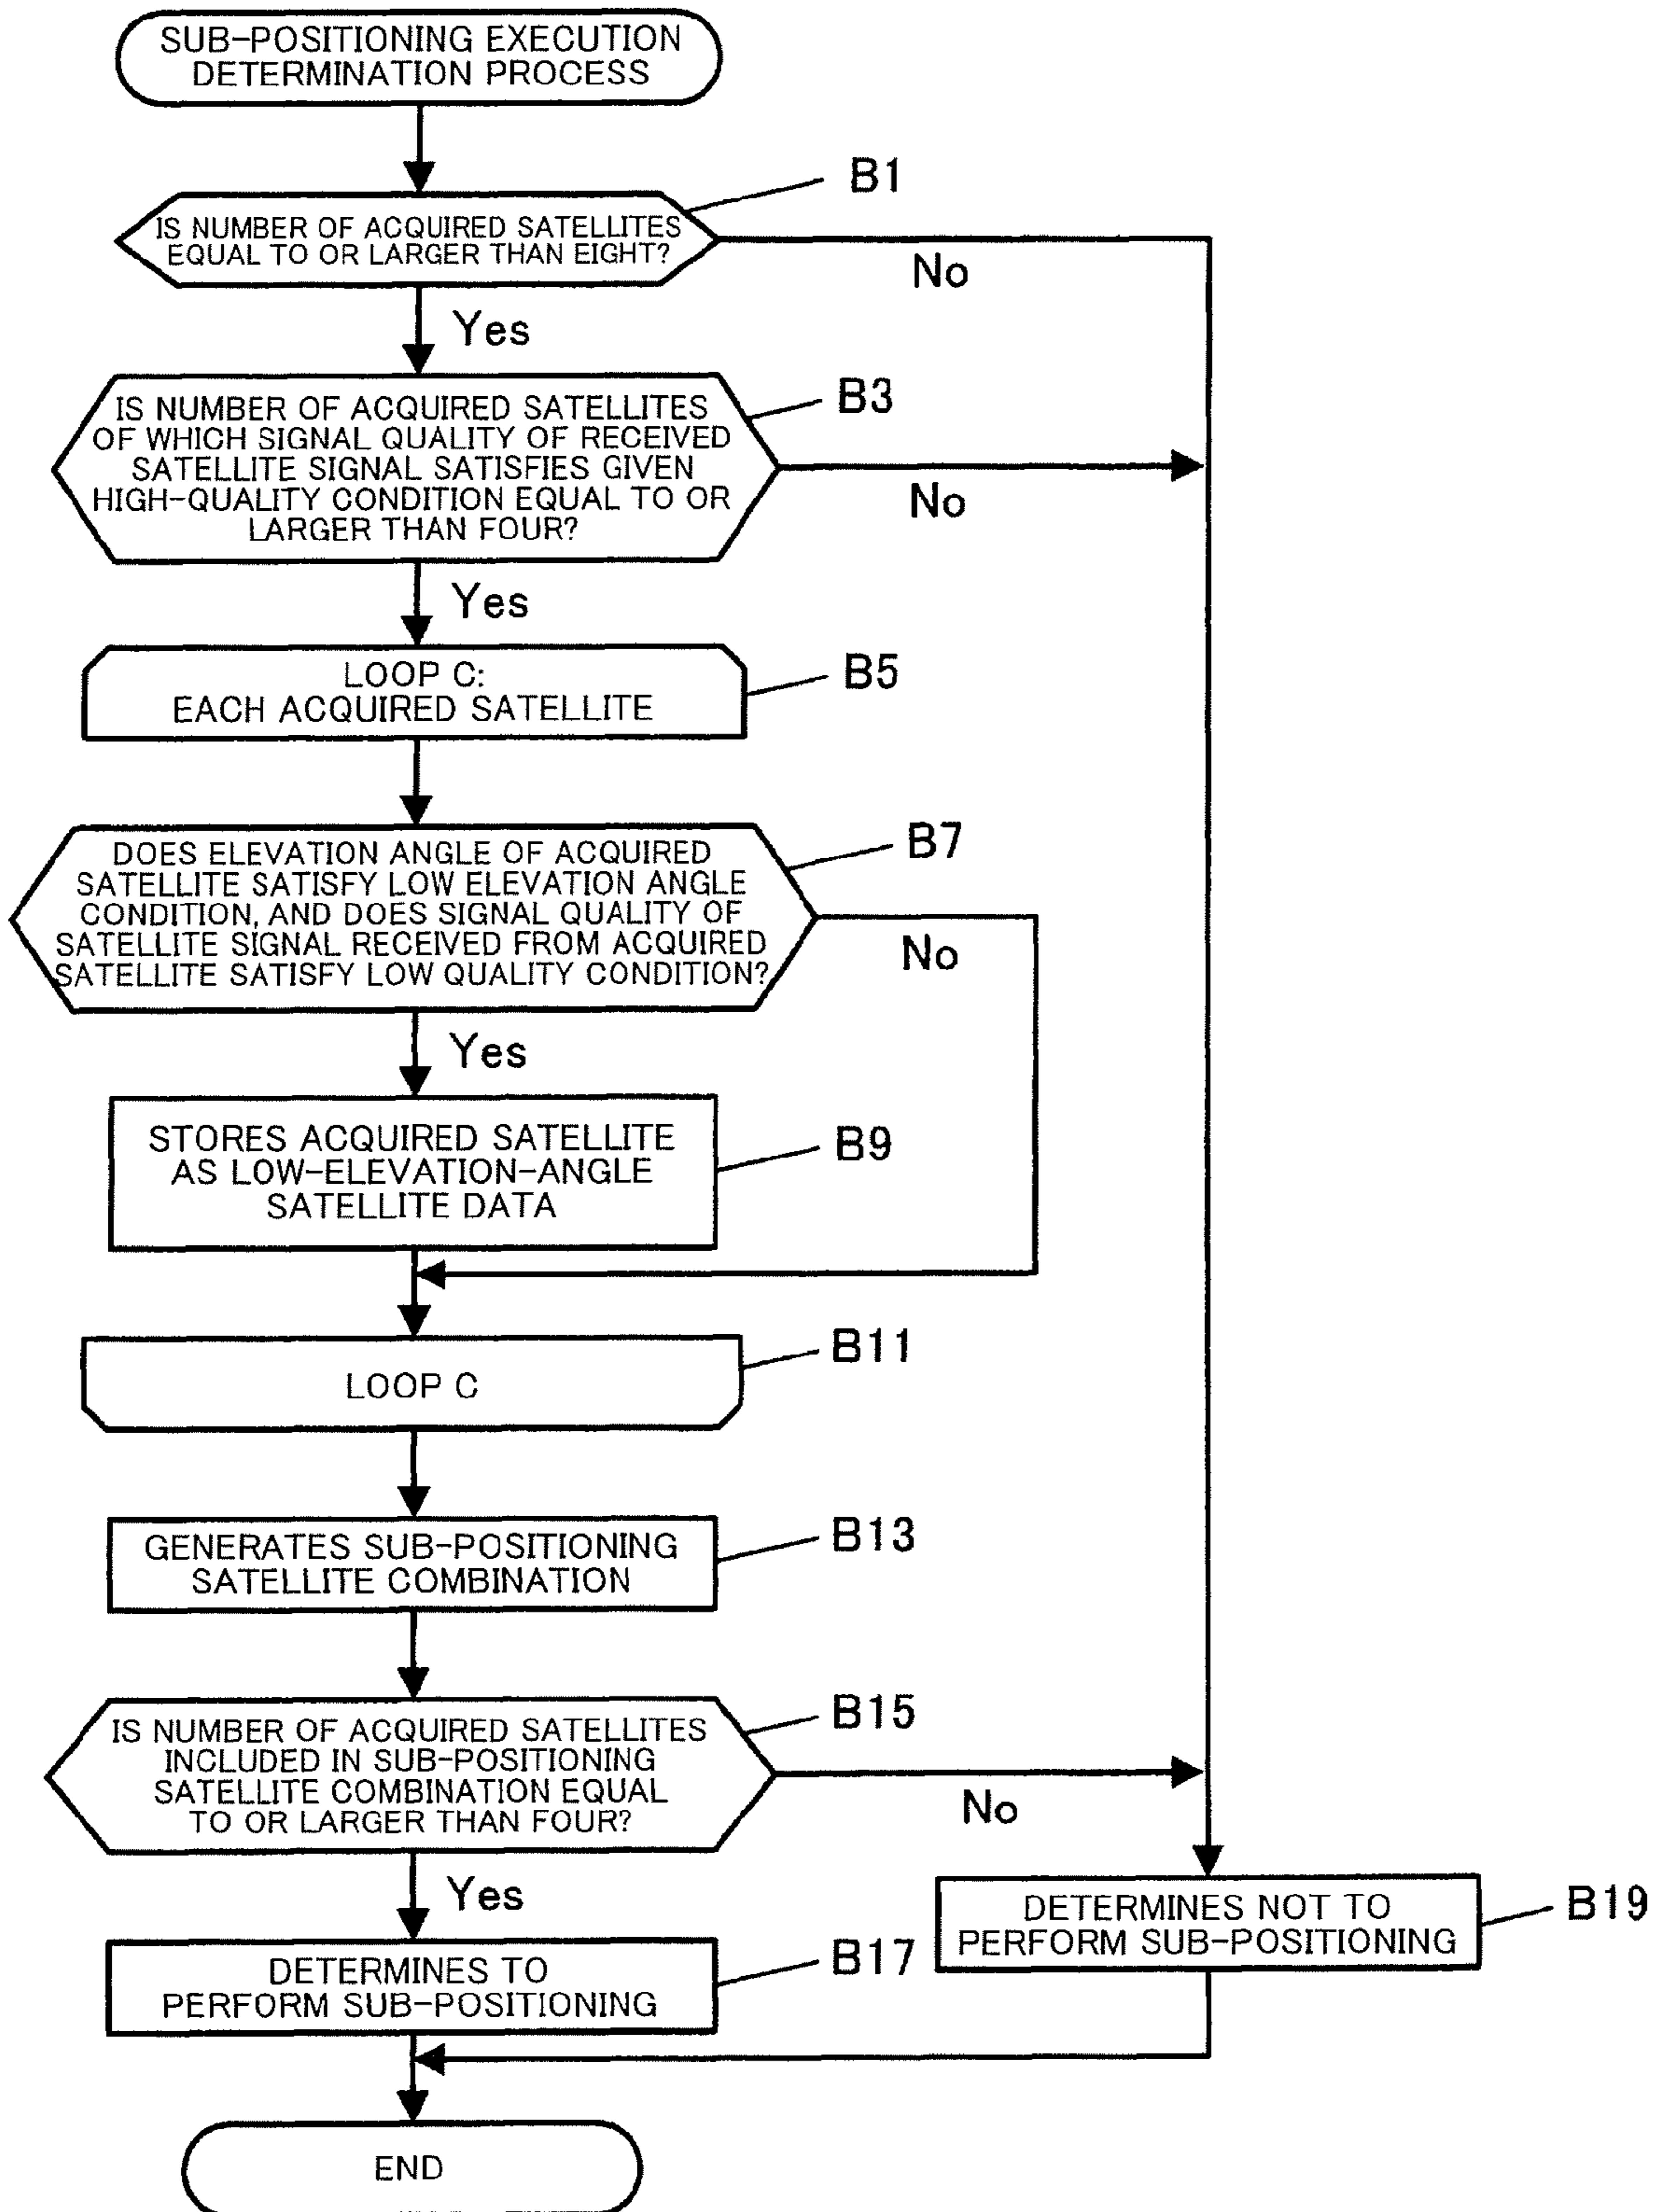 SUB-POSITIONING EXECUTION
DETERMINATION PROCESS
B1
IS NUMBER OF ACQUIRED SATELLITES
EQUAL TO OR LARGER THAN EIGHT?
No
Yes
B3
IS NUMBER OF ACQUIRED SATELLITES
OF WHICH SIGNAL QUALITY OF RECEIVED
SATELLITE SIGNAL SATISFIES GIVEN
HIGH-QUALITY CONDITION EQUAL TO OR
LARGER THAN FOUR?
No
Yes
LOOP C:
EACH ACQUIRED SATELLITE
B5
B7
DOES ELEVATION ANGLE OF ACQUIRED
SATELLITE SATISFY LOW ELEVATION ANGLE
CONDITION, AND DOES SIGNAL QUALITY OF
SATELLITE SIGNAL RECEIVED FROM ACQUIRED
SATELLITE SATISFY LOW QUALITY CONDITION?
No
Yes
STORES ACQUIRED SATELLITE
AS LOW-ELEVATION-ANGLE
SATELLITE DATA
B9
B11
LOOP C
B13
GENERATES SUB-POSITIONING
SATELLITE COMBINATION
B15
IS NUMBER OF ACQUIRED SATELLITES
INCLUDED IN SUB-POSITIONING
SATELLITE COMBINATION EQUAL
TO OR LARGER THAN FOUR?
No
Yes
DETERMINES NOT TO
PERFORM SUB-POSITIONING
B19
B17
DETERMINES TO
PERFORM SUB-POSITIONING
END